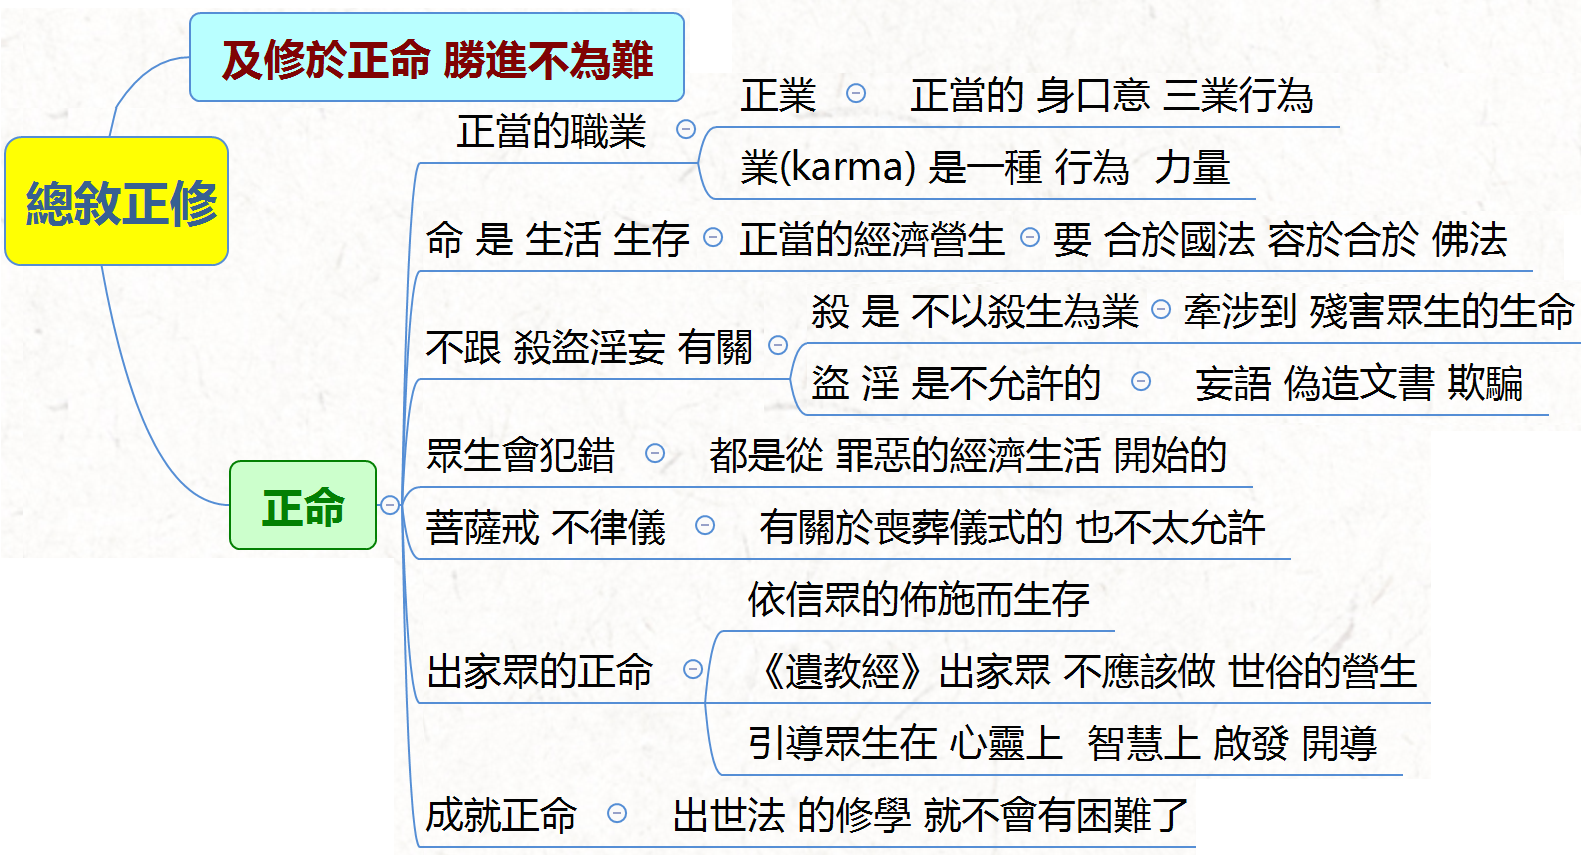 總敘正修
及修於正命 勝進不為難
正命
正當的職業
正業
正當的 身口意 三業行為
業(karma) 是一種 行為 力量
命 是 生活 生存
正當的經濟營生
要 合於國法 容於合於 佛法
不跟 殺盜淫妄 有關
殺 是 不以殺生為業
牽涉到 殘害眾生的生命
盜 淫 是不允許的
妄語 偽造文書 欺騙
眾生會犯錯
都是從 罪惡的經濟生活 開始的
菩薩戒 不律儀
有關於喪葬儀式的 也不太允許
出家眾的正命
依信眾的佈施而生存
《遺教經》出家眾 不應該做 世俗的營生
引導眾生在 心靈上 智慧上 啟發 開導
成就正命
出世法 的修學 就不會有困難了